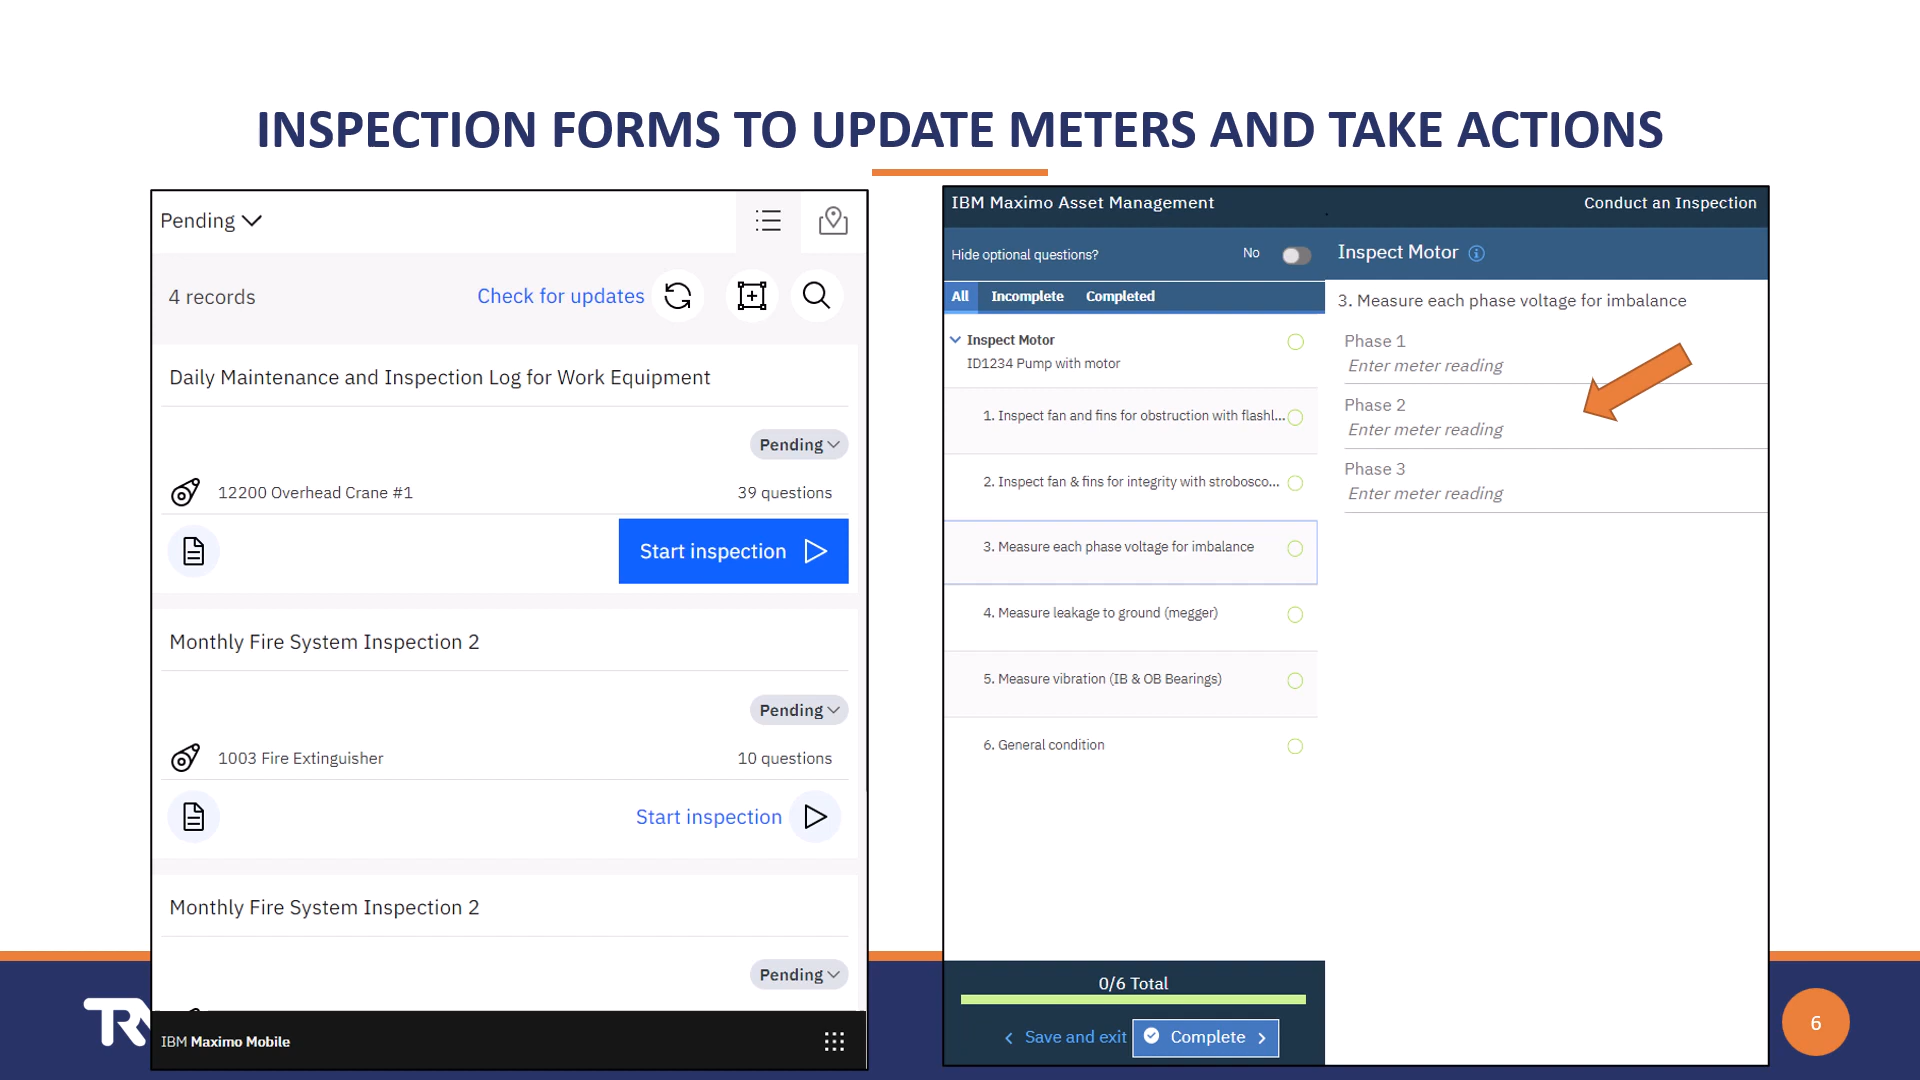 INSPECTION FORMS TO UPDATE METERS AND TAKE ACTIONS
Pending
4 records
Check for updates
Daily Maintenance and Inspection Log for Work Equipment
Pending
12200 Overhead Crane #1
39 questions
Start inspection
Monthly Fire System Inspection 2
Pending
1003 Fire Extinguisher
10 questions
Start inspection
Monthly Fire System Inspection 2
Pending
IBM Maximo Mobile
IBM Maximo Asset Management
Conduct an Inspection
Hide optional questions?
No
Inspect Motor
All
Incomplete
Completed
Inspect Motor
ID1234 Pump with motor
1. Inspect fan and fins for obstruction with flashl...
2. Inspect fan & fins for integrity with strobosco...
3. Measure each phase voltage for imbalance
4. Measure leakage to ground (megger)
5. Measure vibration (IB & OB Bearings)
6. General condition
0/6 Total
Save and exit
Complete
3. Measure each phase voltage for imbalance
Phase 1
Enter meter reading
Phase 2
Enter meter reading
Phase 3
Enter meter reading
6